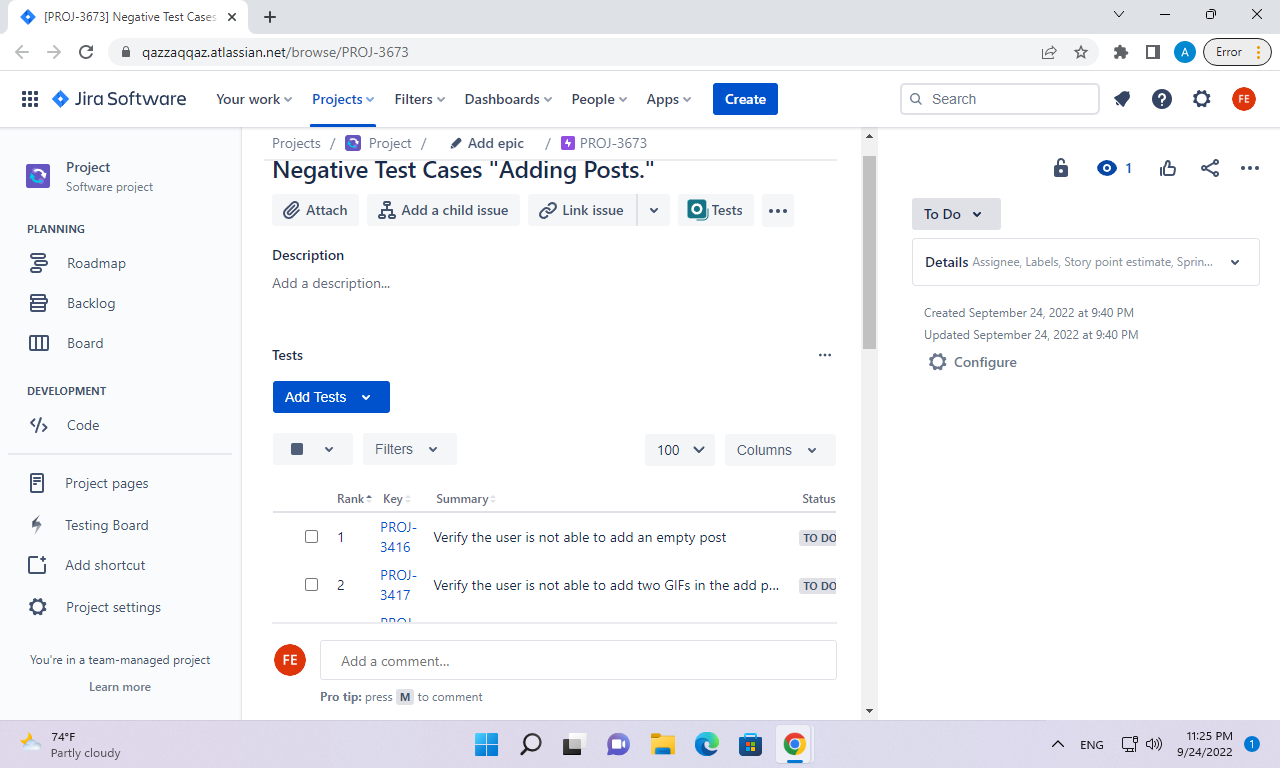 [PROJ-3673] Negative Test Cases
qazzaqqaz.atlassian.net/browse/PROJ-3673
A
Error
Jira Software
Your work
Projects
Filters
Dashboards
People
Apps
Create
Search
FE
Project
Software project
PLANNING
Roadmap
Backlog
Board
DEVELOPMENT
Code
Project pages
Testing Board
Add shortcut
Project settings
You're in a team-managed project
Learn more
Projects / Project / Add epic / PROJ-3673
Negative Test Cases "Adding Posts."
Attach
Add a child issue
Link issue
Tests
Description
Add a description...
Tests
Add Tests
Filters
100
Columns
Rank Key Summary Status
1 PROJ-3416 Verify the user is not able to add an empty post TO DO
2 PROJ-3417 Verify the user is not able to add two GIFs in the add p... TO DO
PROJ-
FE
Add a comment...
Pro tip: press M to comment
1
To Do
Details Assignee, Labels, Story point estimate, Sprin...
Created September 24, 2022 at 9:40 PM
Updated September 24, 2022 at 9:40 PM
Configure
74°F
Partly cloudy
ENG
11:25 PM
9/24/2022
1